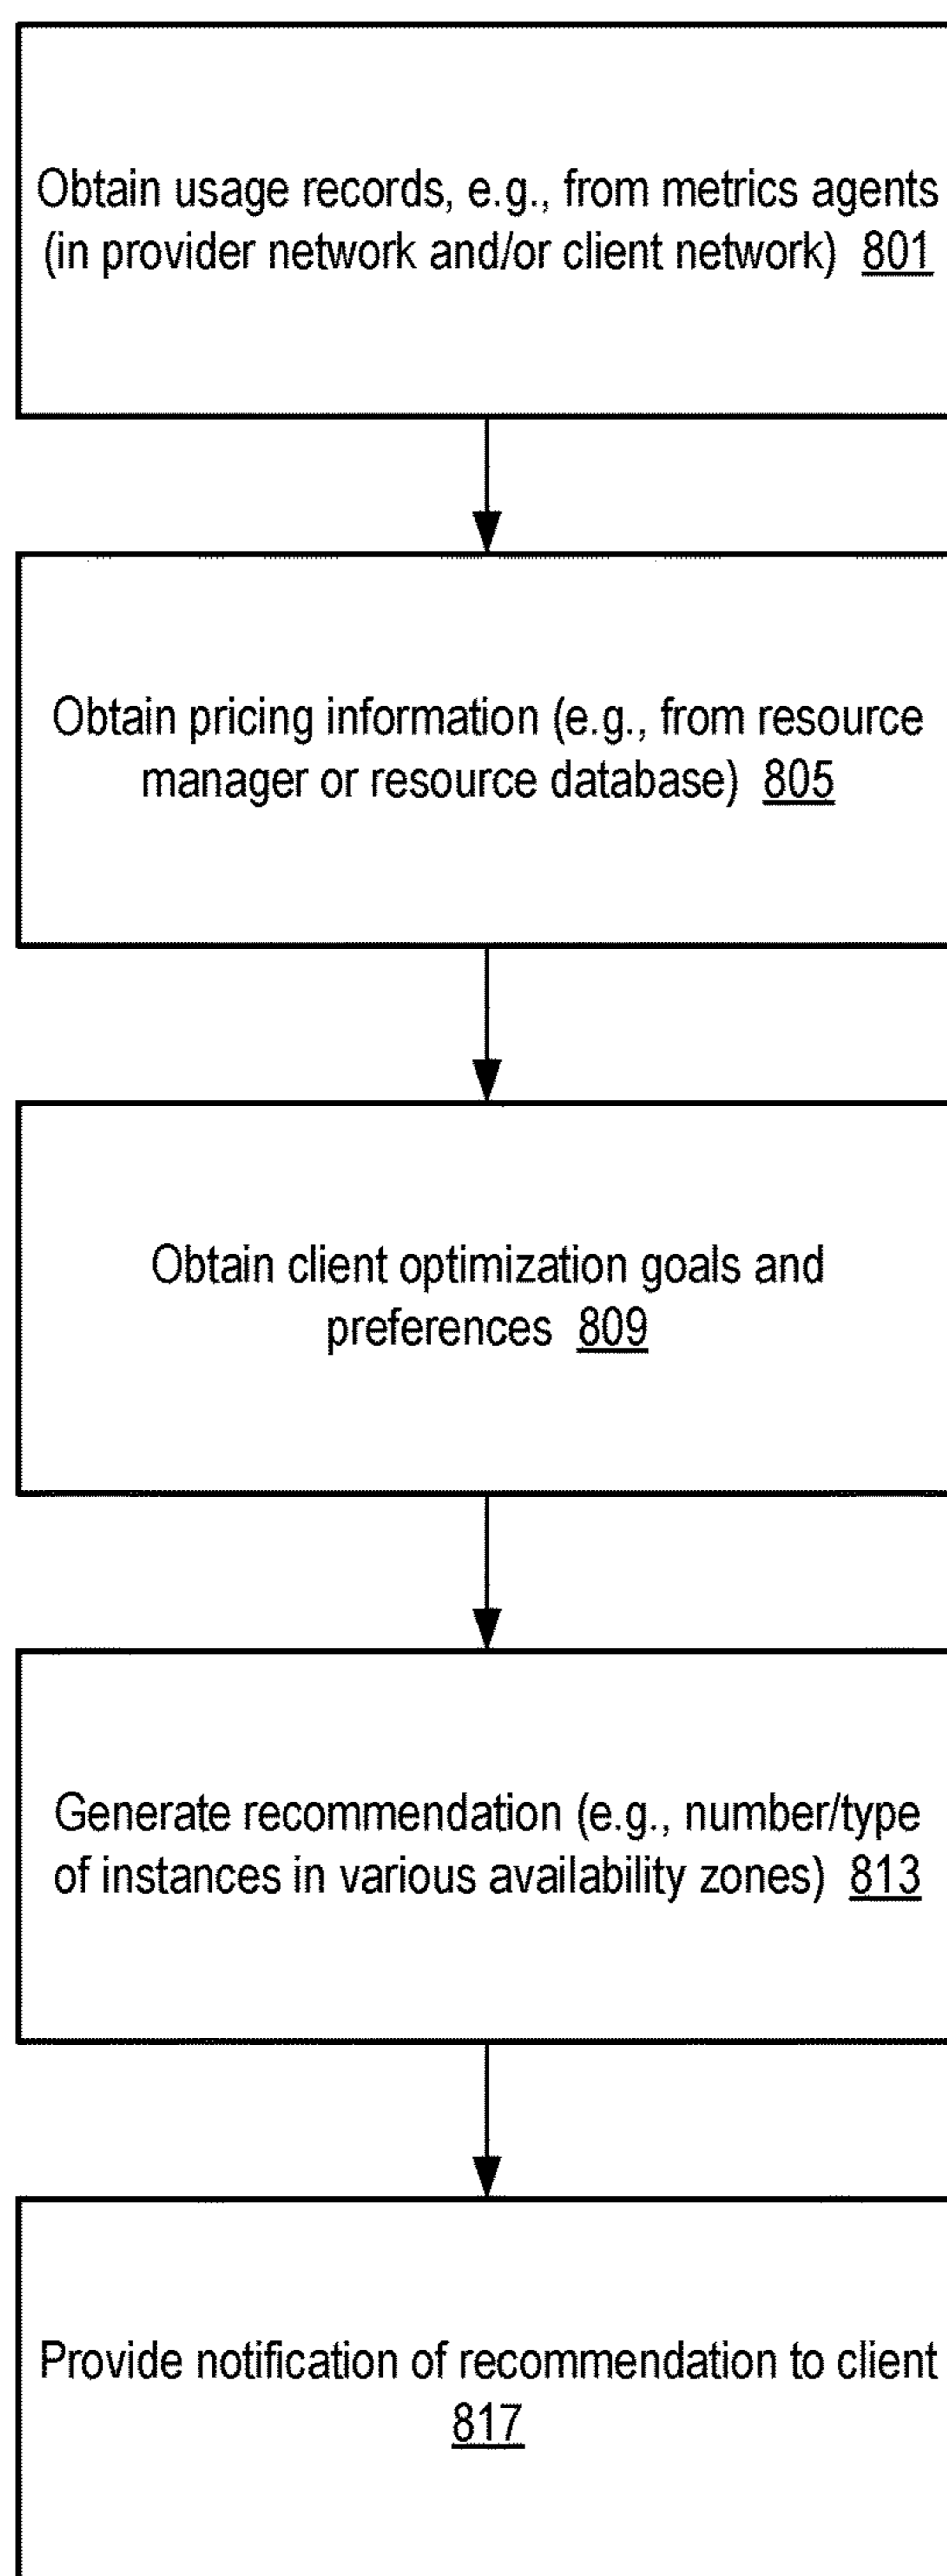 Obtain usage records, e.g., from metrics agents
(in provider network and/or client network) 801
Obtain pricing information (e.g., from resource
manager or resource database) 805
Obtain client optimization goals and
preferences 809
Generate recommendation (e.g., number/type
of instances in various availability zones) 813
Provide notification of recommendation to client
817